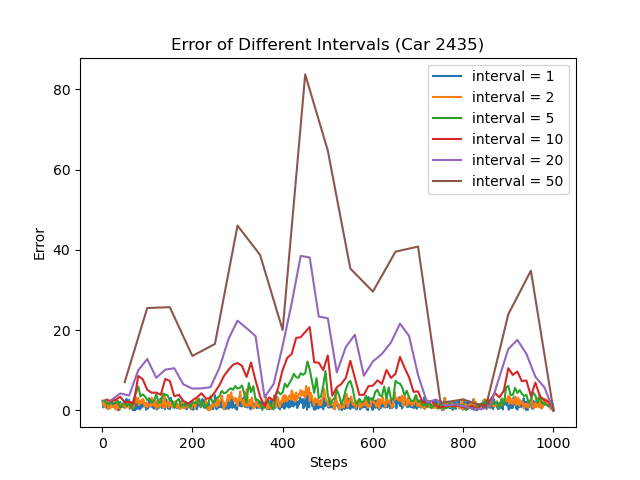 Error of Different Intervals (Car 2435)
interval = 1
interval = 2
interval = 5
interval = 10
interval = 20
interval = 50
80
60
40
20
0
Error
0 200 400 600 800 1000
Steps